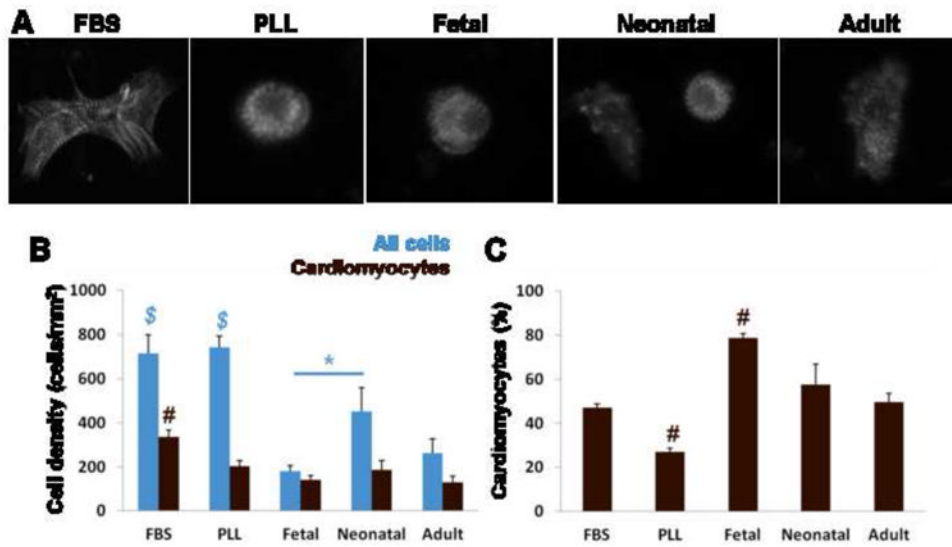 A FBS PLL Fetal Neonatal Adult
B
All cells
Cardiomyocytes
Cell density (cells/mm²)
1000
800
600
400
200
0
$ $
#
*
FBS PLL Fetal Neonatal Adult
C
Cardiomyocytes (%)
100
80
60
40
20
0
#
#
FBS PLL Fetal Neonatal Adult